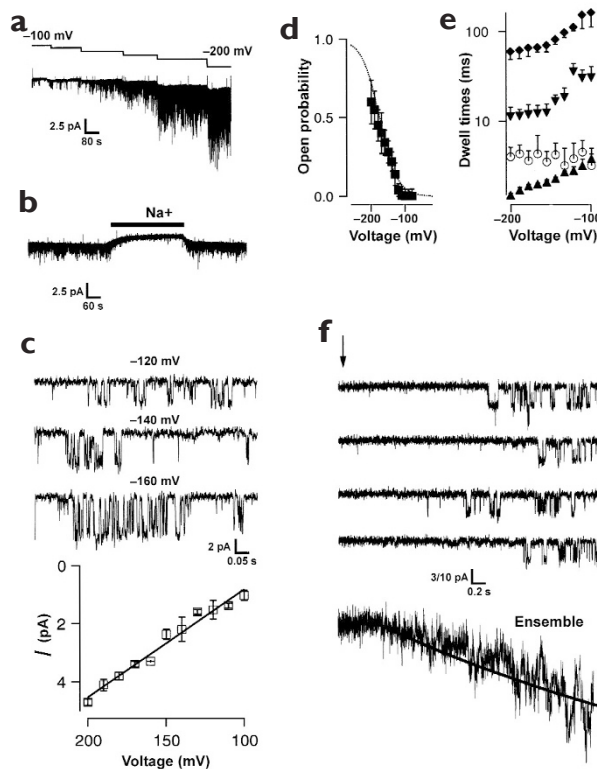 a
–100 mV
–200 mV
2.5 pA
80 s
b
Na+
2.5 pA
60 s
c
–120 mV
–140 mV
–160 mV
2 pA
0.05 s
0
2
4
I (pA)
200
150
100
Voltage (mV)
d
1.0
0.5
0.0
Open probability
–200
–100
Voltage (mV)
e
100
10
Dwell times (ms)
–200
–100
Voltage (mV)
f
3/10 pA
0.2 s
Ensemble